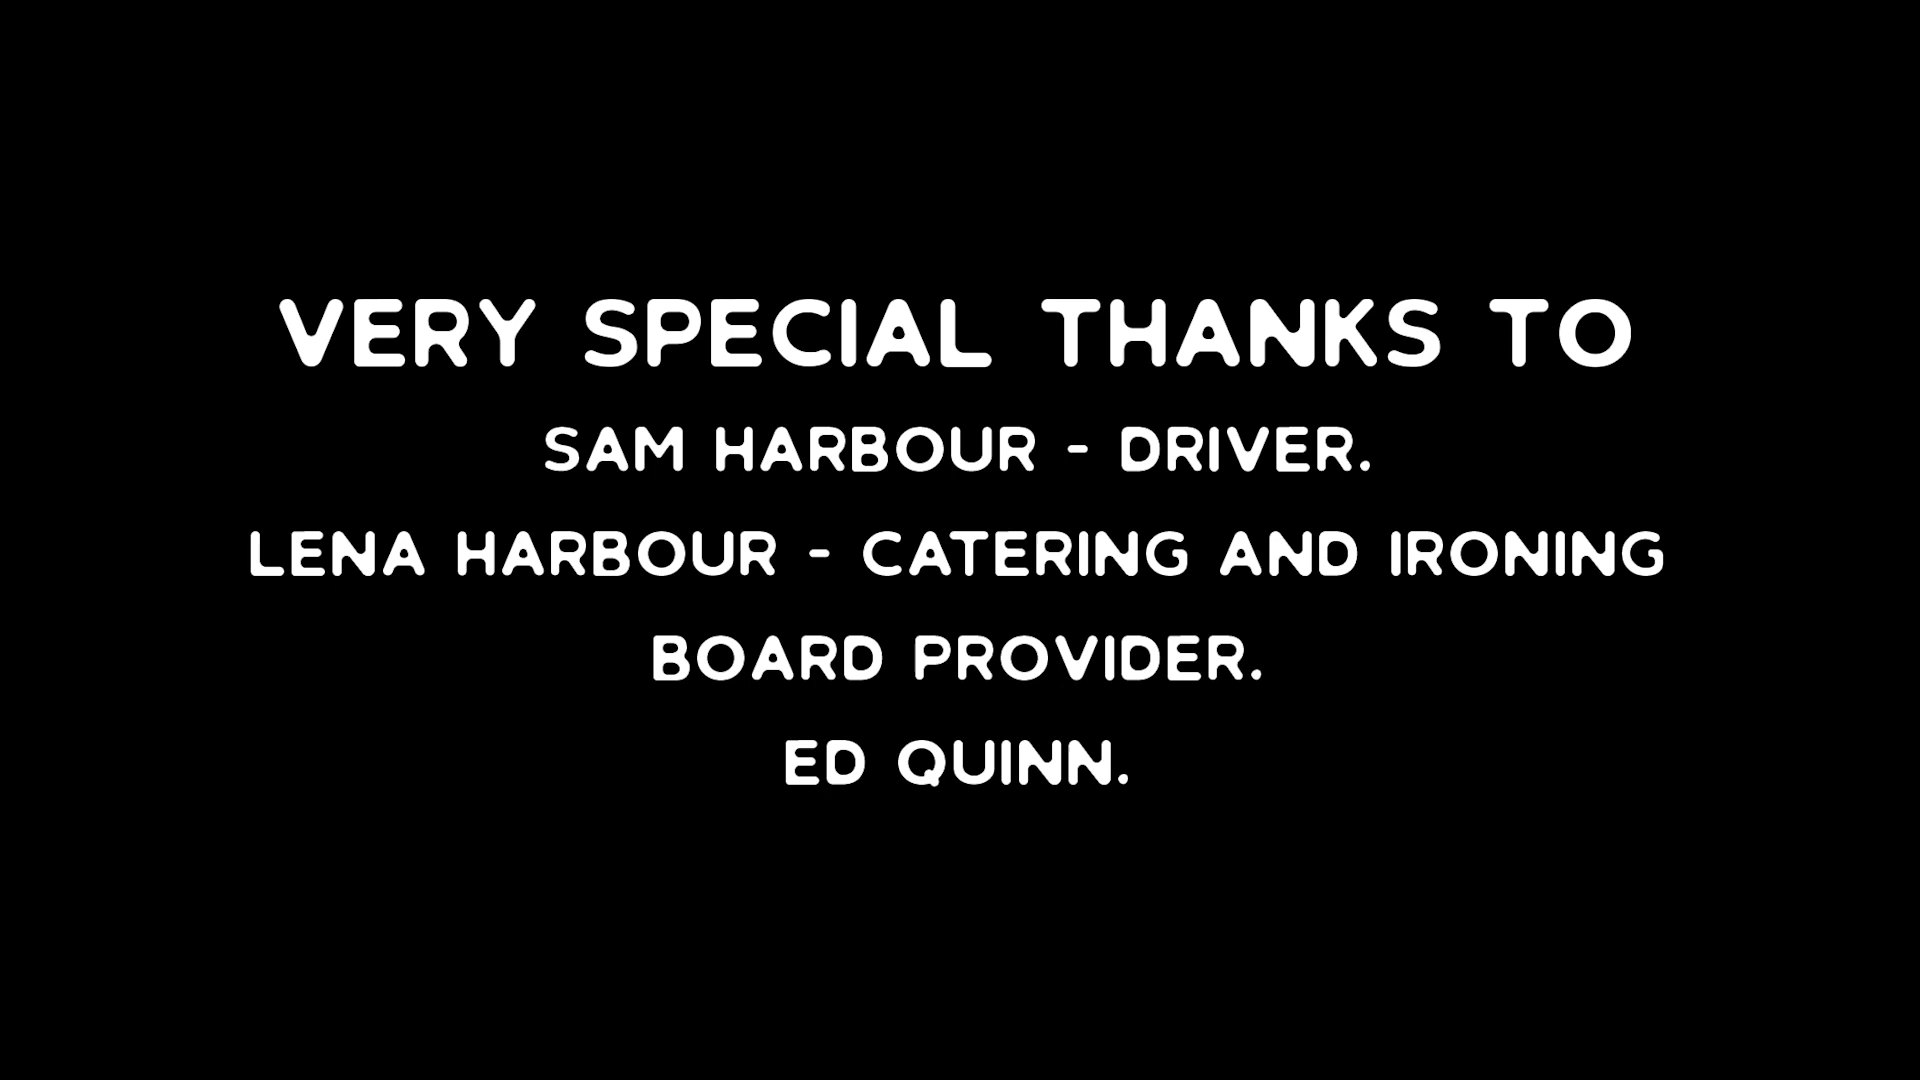 VERY SPECIAL THANKS TO
SAM HARBOUR - DRIVER.
LENA HARBOUR - CATERING AND IRONING
BOARD PROVIDER.
ED QUINN.